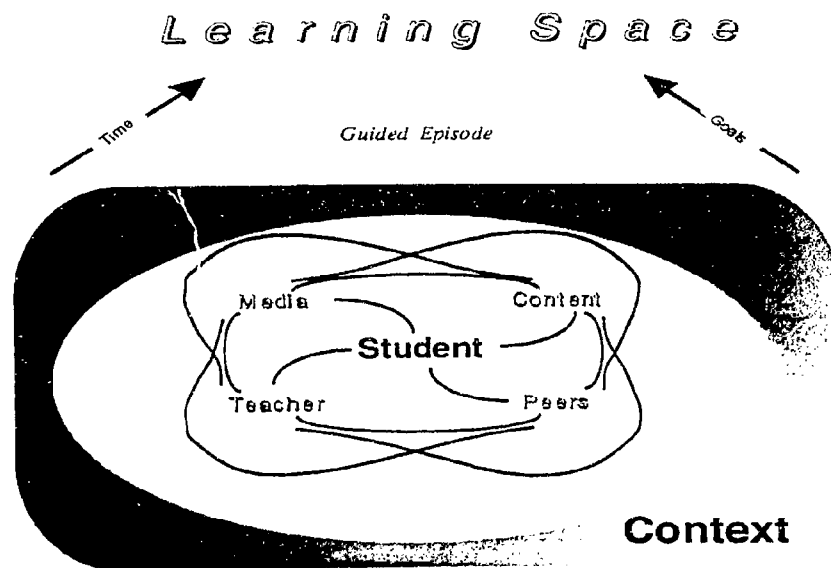 Learning Space
Time
Goals
Guided Episode
Media
Content
Student
Teacher
Peers
Context